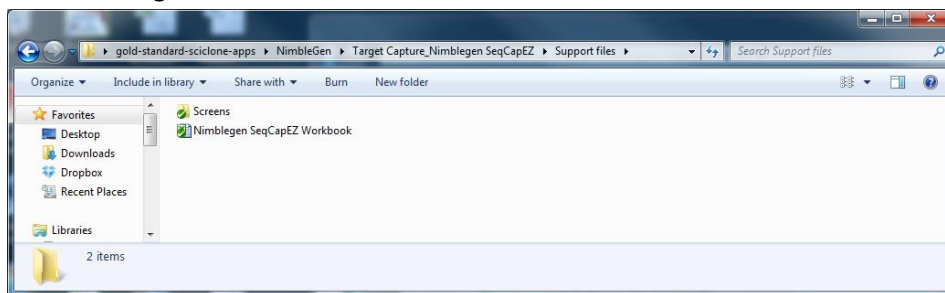 gold-standard-sciclone-apps ▸ NimbleGen ▸ Target Capture_Nimblegen SeqCapEZ ▸ Support files ▸ Search Support files
Organize Include in library Share with Burn New folder
Favorites
Desktop
Downloads
Dropbox
Recent Places
Libraries
Screens
Nimblegen SeqCapEZ Workbook
2 items